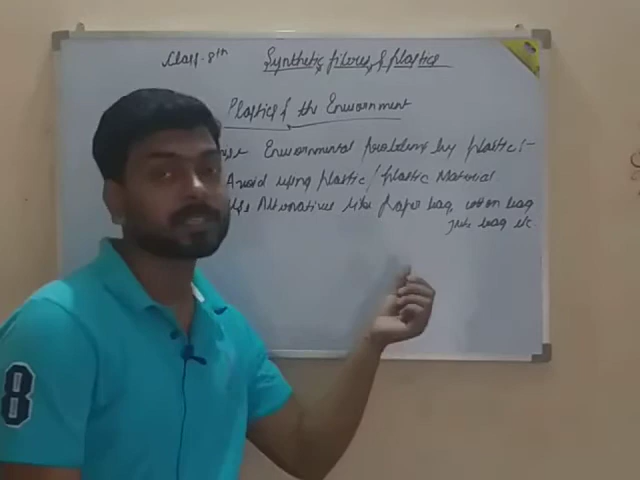 Class-8th Synthetic fibres & plastics
Plastics & the Environment
Environmental Problems by plastic:-
Avoid using plastic/plastic Material
Alternatives like paper bag, cotton bag
Jute bag etc
8